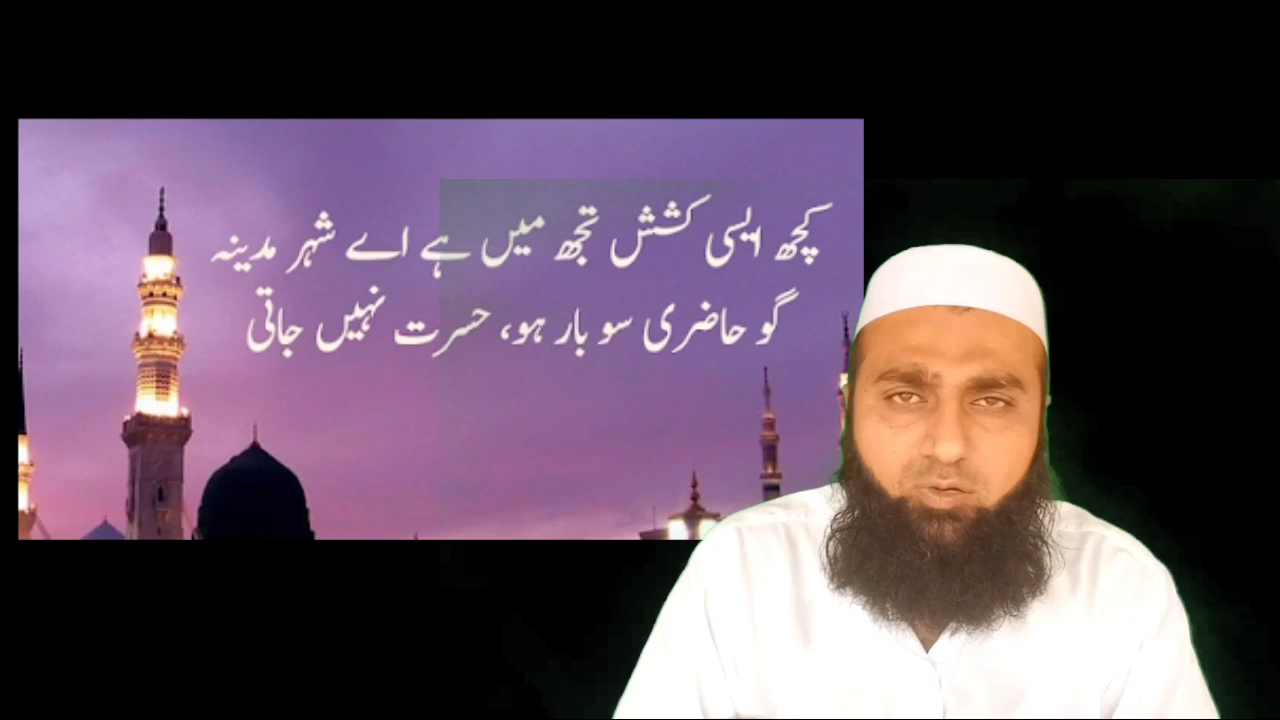 کچھ ایسی کشش تجھ میں ہے اے شہر مدینہ
گو حاضری سو بار ہو، حسرت نہیں جاتی